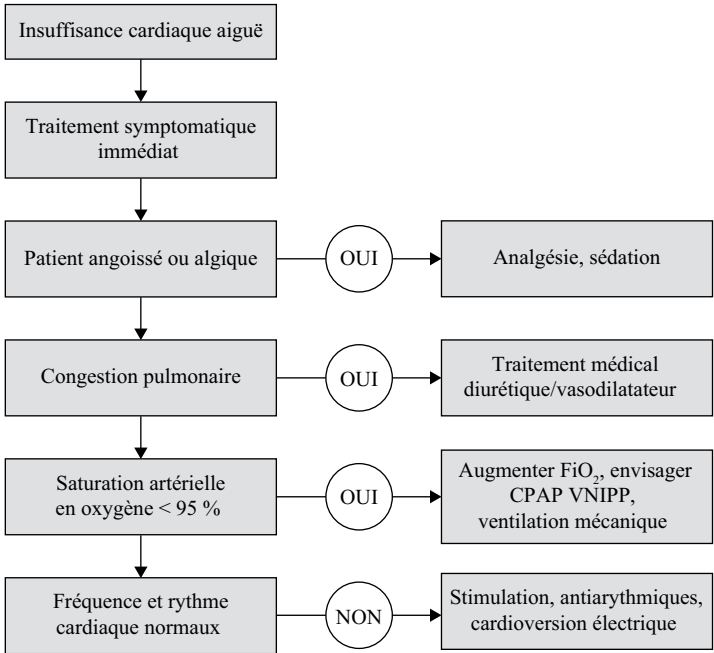 Insuffisance cardiaque aiguë
Traitement symptomatique
immédiat
Patient angoissé ou algique
OUI
Analgésie, sédation
Congestion pulmonaire
OUI
Traitement médical
diurétique/vasodilatateur
Saturation artérielle
en oxygène < 95 %
OUI
Augmenter FiO₂, envisager
CPAP VNIPP,
ventilation mécanique
Fréquence et rythme
cardiaque normaux
NON
Stimulation, antiarythmiques,
cardioversion électrique